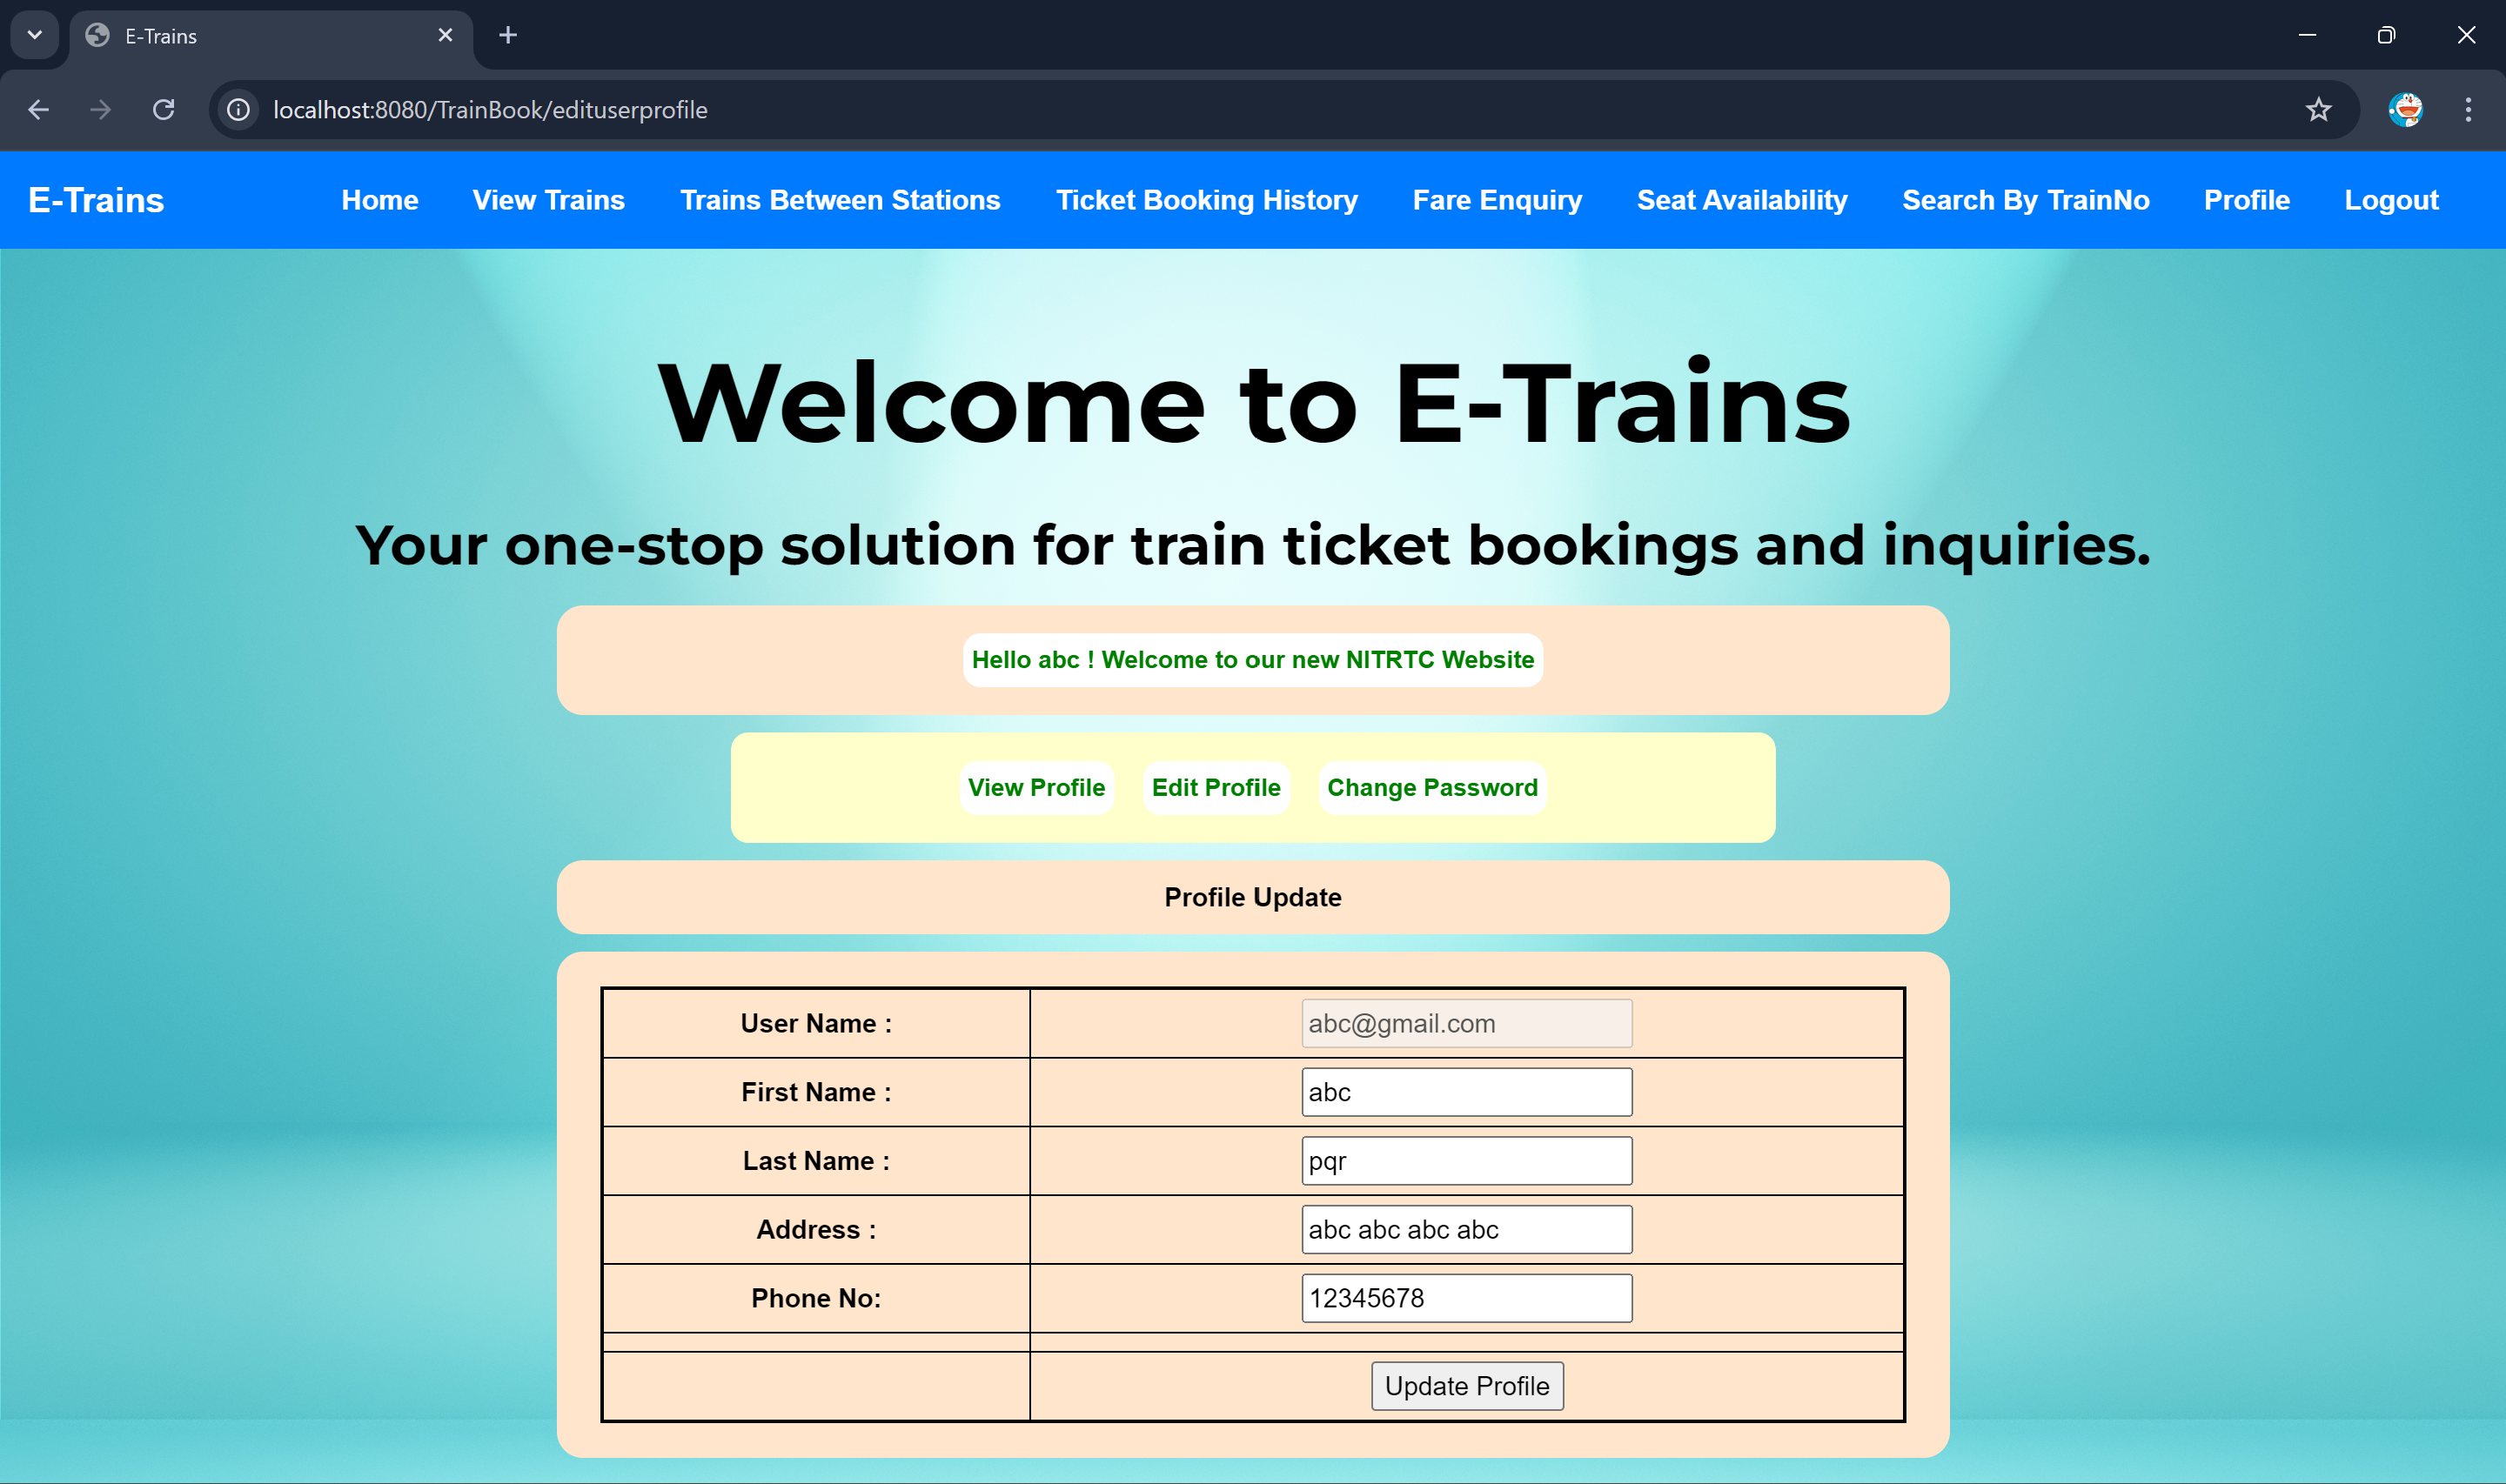 E-Trains
localhost:8080/TrainBook/edituserprofile
E-Trains Home View Trains Trains Between Stations Ticket Booking History Fare Enquiry Seat Availability Search By TrainNo Profile Logout
Welcome to E-Trains
Your one-stop solution for train ticket bookings and inquiries.
Hello abc ! Welcome to our new NITRTC Website
View Profile Edit Profile Change Password
Profile Update
User Name : abc@gmail.com
First Name : abc
Last Name : pqr
Address : abc abc abc abc
Phone No: 12345678
Update Profile